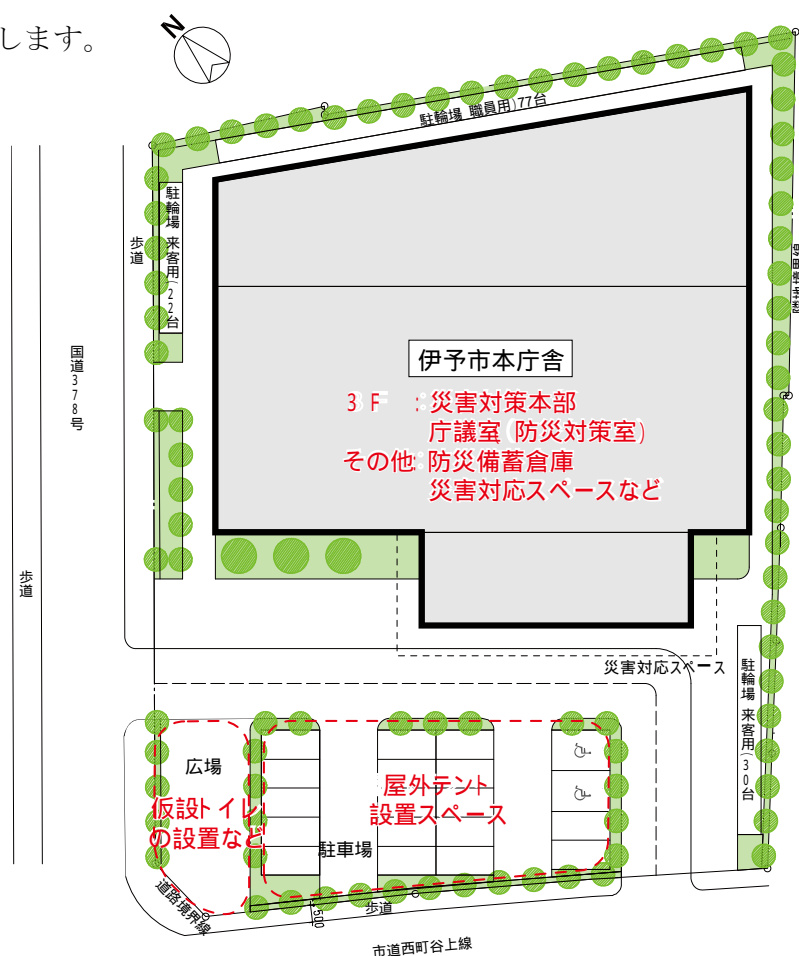 します。
N
駐輪場 職員用)77台
駐輪場 来客用(22台
歩道
国道378号
伊予市本庁舎
3F :災害対策本部
庁議室(防災対策室)
その他:防災備蓄倉庫
災害対応スペースなど
歩道
災害対応スペース
駐輪場 来客用(30台
広場
仮設トイレ
の設置など
屋外テント
設置スペース
駐車場
道路境界線
歩道
市道西町谷上線